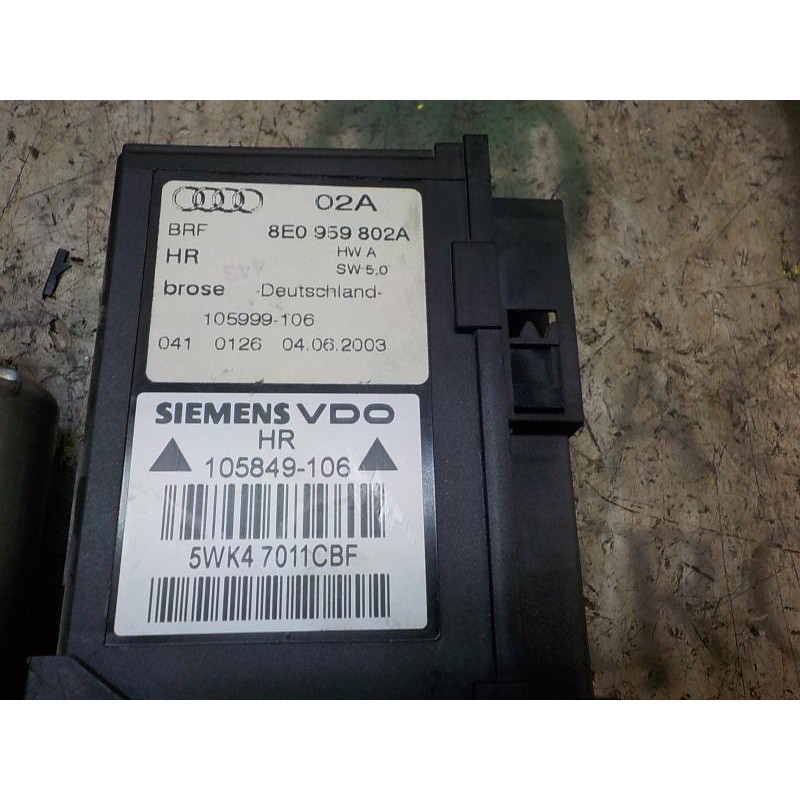 02A
BRF 8E0 959 802A
HR HW A
SW 5.0
443
brose -Deutschland-
105999-106
041 0126 04.06.2003
SIEMENS VDO
HR
105849-106
5WK4 7011CBF